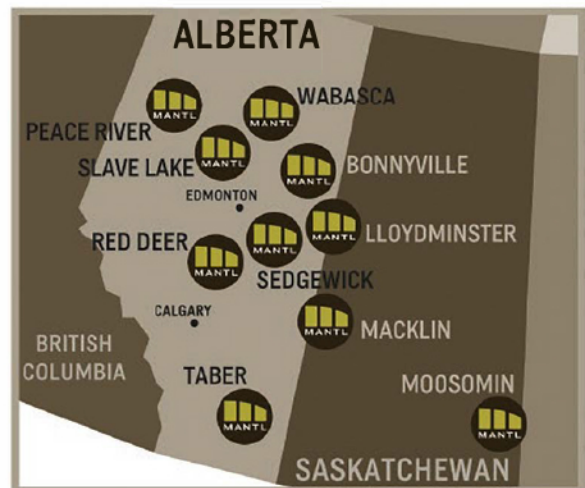 ALBERTA
MANTL
WABASCA
MANTL
PEACE RIVER
SLAVE LAKE
MANTL
MANTL
BONNYVILLE
EDMONTON
MANTL
LLOYDMINSTER
RED DEER
MANTL
MANTL
SEDGEWICK
CALGARY
MANTL
MACKLIN
BRITISH
COLUMBIA
TABER
MANTL
MOOSOMIN
MANTL
SASKATCHEWAN